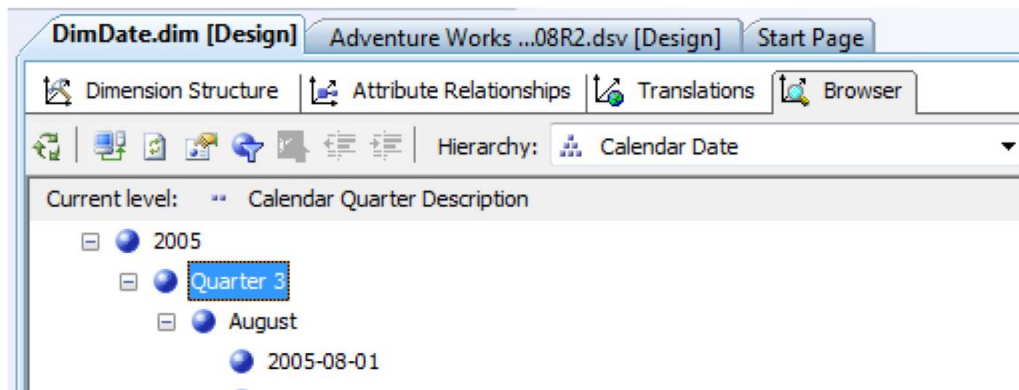 DimDate.dim [Design] Adventure Works ...08R2.dsv [Design] Start Page
Dimension Structure Attribute Relationships Translations Browser
Hierarchy: Calendar Date
Current level: Calendar Quarter Description
2005
Quarter 3
August
2005-08-01